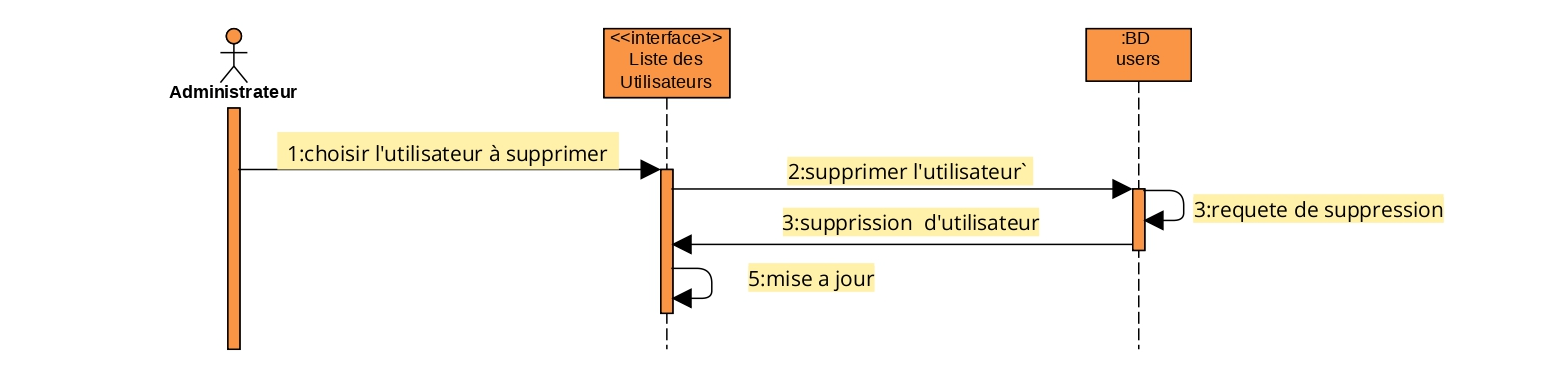 <<interface>>
Liste des
Utilisateurs
:BD
users
Administrateur
1:choisir l'utilisateur à supprimer
2:supprimer l'utilisateur`
3:requete de suppression
3:supprission  d'utilisateur
5:mise a jour